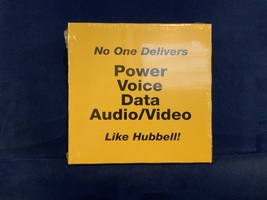 No One Delivers
Power
Voice
Data
Audio/Video
Like Hubbell!